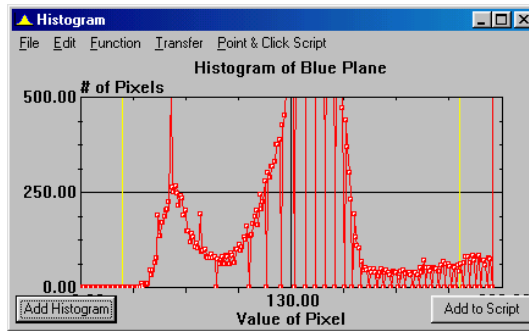 Histogram
File Edit Function Transfer Point & Click Script
Histogram of Blue Plane
# of Pixels
500.00
250.00
0.00
130.00
Value of Pixel
Add Histogram
Add to Script